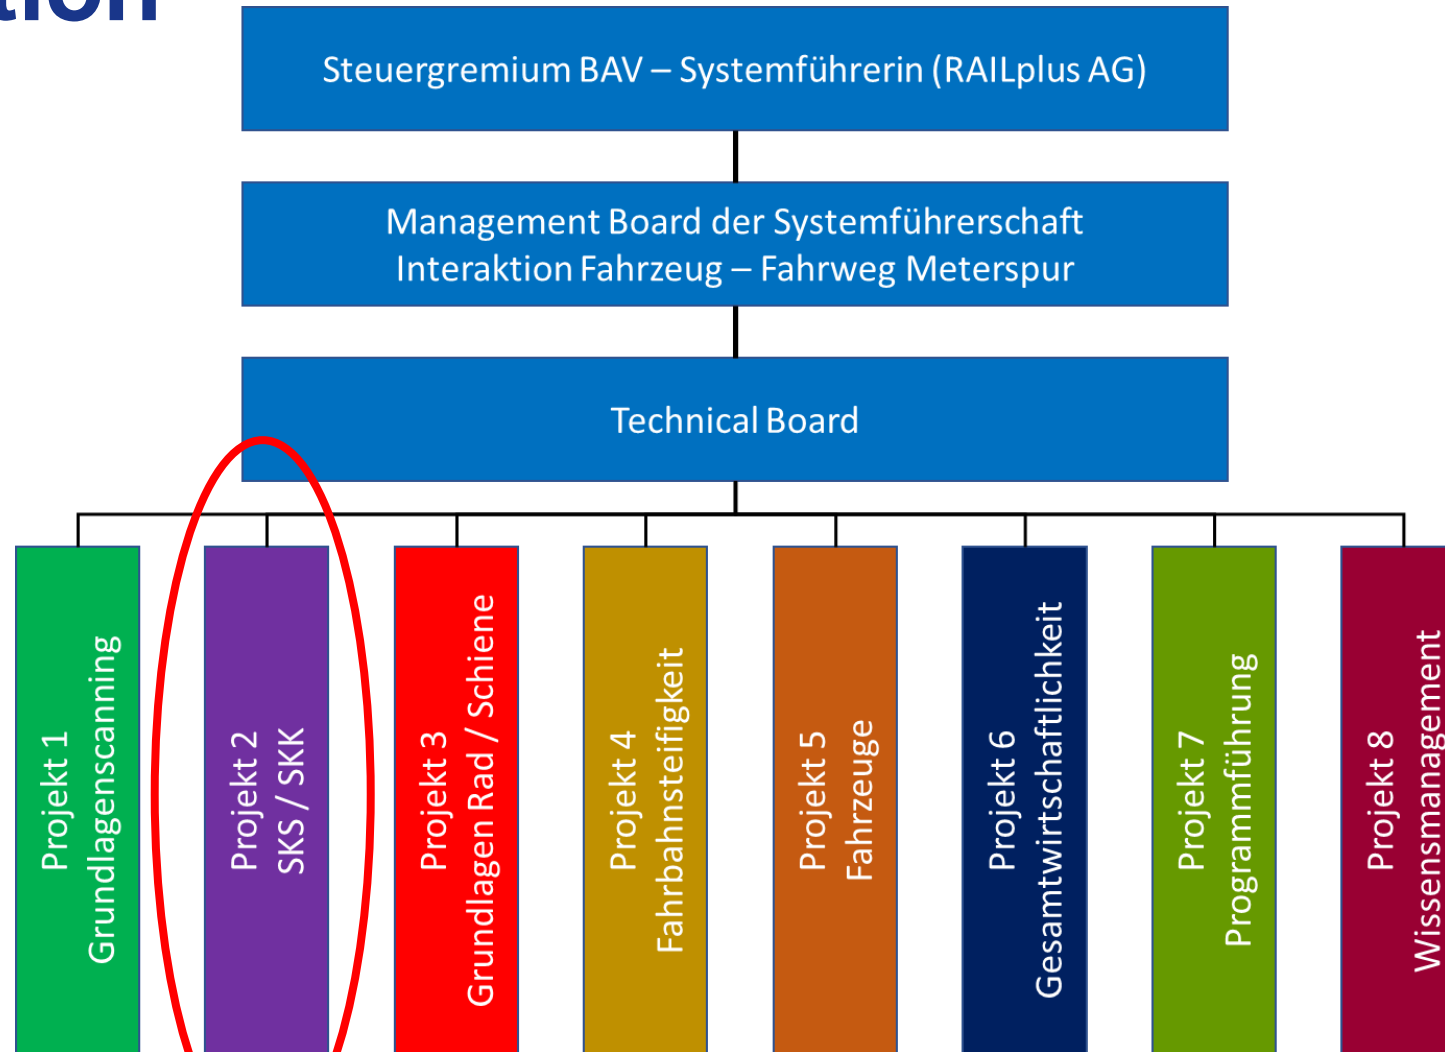 Steuergremium BAV – Systemführerin (RAILplus AG)
Management Board der Systemführerschaft
Interaktion Fahrzeug – Fahrweg Meterspur
Technical Board
Projekt 1
Grundlagenscanning
Projekt 2
SKS / SKK
Projekt 3
Grundlagen Rad / Schiene
Projekt 4
Fahrbahnsteifigkeit
Projekt 5
Fahrzeuge
Projekt 6
Gesamtwirtschaftlichkeit
Projekt 7
Programmführung
Projekt 8
Wissensmanagement